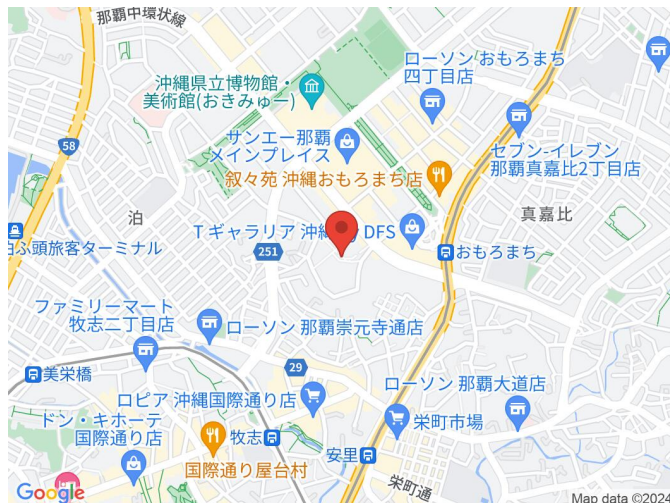 那覇中環状線
沖縄県立博物館・
美術館(おきみゅー)
ローソン おもろまち
四丁目店
サンエー那覇
メインプレイス
セブン-イレブン
那覇真嘉比2丁目店
58
叙々苑 沖縄おもろまち店
泊
真嘉比
Tギャラリア 沖縄 DFS
ふ頭旅客ターミナル
251
おもろまち
ファミリーマート
牧志二丁目店
ローソン 那覇崇元寺通店
29
美栄橋
ロピア 沖縄国際通り店
ローソン 那覇大道店
ドン・キホーテ
国際通り店
牧志
栄町市場
安里
国際通り屋台村
栄町通
Google
Map data ©2024